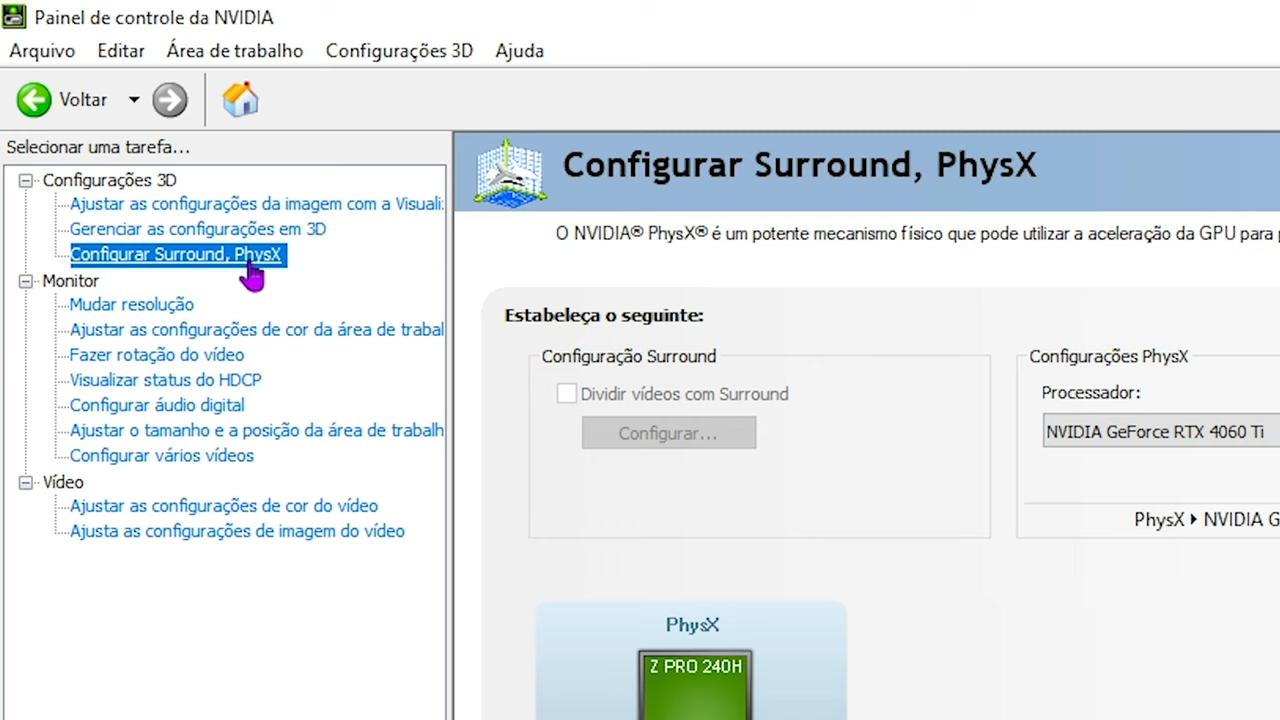 Painel de controle da NVIDIA
Arquivo Editar Área de trabalho Configurações 3D Ajuda
Voltar
Selecionar uma tarefa...
Configurações 3D
Ajustar as configurações da imagem com a Visuali
Gerenciar as configurações em 3D
Configurar Surround, PhysX
Monitor
Mudar resolução
Ajustar as configurações de cor da área de trabal
Fazer rotação do vídeo
Visualizar status do HDCP
Configurar áudio digital
Ajustar o tamanho e a posição da área de trabalh
Configurar vários vídeos
Vídeo
Ajustar as configurações de cor do vídeo
Ajusta as configurações de imagem do vídeo
Configurar Surround, PhysX
O NVIDIA® PhysX® é um potente mecanismo físico que pode utilizar a aceleração da GPU para
Estabeleça o seguinte:
Configuração Surround
Dividir vídeos com Surround
Configurar...
Configurações PhysX
Processador:
NVIDIA GeForce RTX 4060 Ti
PhysX ▸ NVIDIA G
PhysX
Z PRO 240H